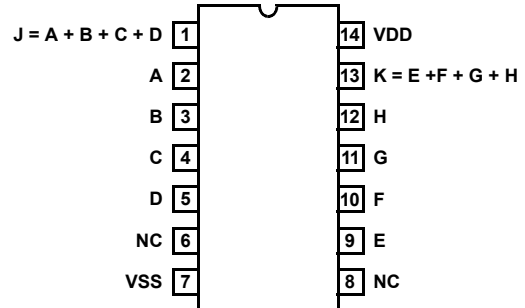 J = A + B + C + D 1
A 2
B 3
C 4
D 5
NC 6
VSS 7
14 VDD
13 K = E +F + G + H
12 H
11 G
10 F
9 E
8 NC